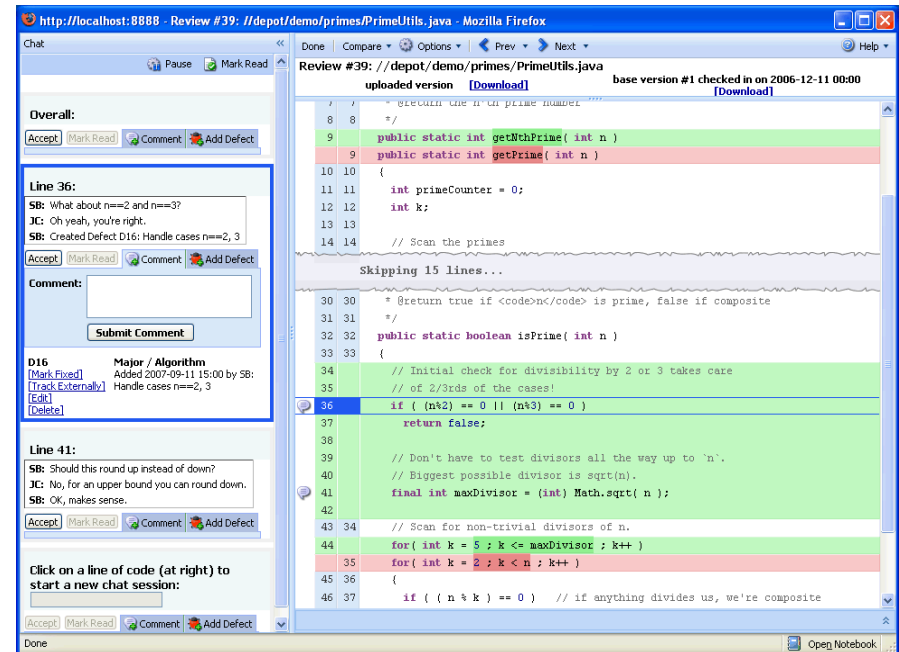 http://localhost:8888 - Review #39: //depot/demo/primes/PrimeUtils.java - Mozilla Firefox
Chat «
Pause Mark Read
Overall:
Accept Mark Read Comment Add Defect
Line 36:
SB: What about n==2 and n==3?
JC: Oh yeah, you're right.
SB: Created Defect D16: Handle cases n==2, 3
Accept Mark Read Comment Add Defect
Comment:
Submit Comment
D16 Major / Algorithm
[Mark Fixed] Added 2007-09-11 15:00 by SB:
[Track Externally] Handle cases n==2, 3
[Edit]
[Delete]
Line 41:
SB: Should this round up instead of down?
JC: No, for an upper bound you can round down.
SB: OK, makes sense.
Accept Mark Read Comment Add Defect
Click on a line of code (at right) to
start a new chat session:
Accept Mark Read Comment Add Defect
Done Compare Options Prev Next Help
Review #39: //depot/demo/primes/PrimeUtils.java
uploaded version [Download]
base version #1 checked in on 2006-12-11 00:00
[Download]
7 7 * @return the n'th prime number
8 8 */
9 public static int getNthPrime( int n )
9 public static int getPrime( int n )
10 10 {
11 11 int primeCounter = 0;
12 12 int k;
13 13
14 14 // Scan the primes
Skipping 15 lines...
30 30 * @return true if <code>n</code> is prime, false if composite
31 31 */
32 32 public static boolean isPrime( int n )
33 33 {
34 // Initial check for divisibility by 2 or 3 takes care
35 // of 2/3rds of the cases!
36 if ( (n%2) == 0 || (n%3) == 0 )
37 return false;
38
39 // Don't have to test divisors all the way up to `n`.
40 // Biggest possible divisor is sqrt(n).
41 final int maxDivisor = (int) Math.sqrt( n );
42
43 34 // Scan for non-trivial divisors of n.
44 for( int k = 5 ; k <= maxDivisor ; k++ )
35 for( int k = 2 ; k < n ; k++ )
45 36 {
46 37 if ( ( n % k ) == 0 ) // if anything divides us, we're composite
Done Open Notebook